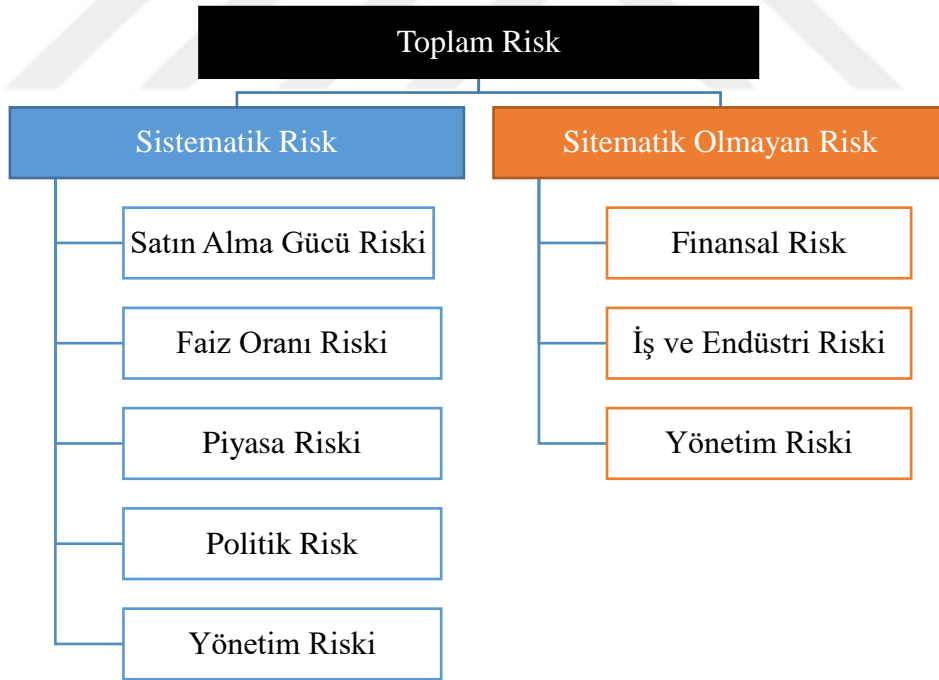 Toplam Risk
Sistematik Risk
Satın Alma Gücü Riski
Faiz Oranı Riski
Piyasa Riski
Politik Risk
Yönetim Riski
Sitematik Olmayan Risk
Finansal Risk
İş ve Endüstri Riski
Yönetim Riski